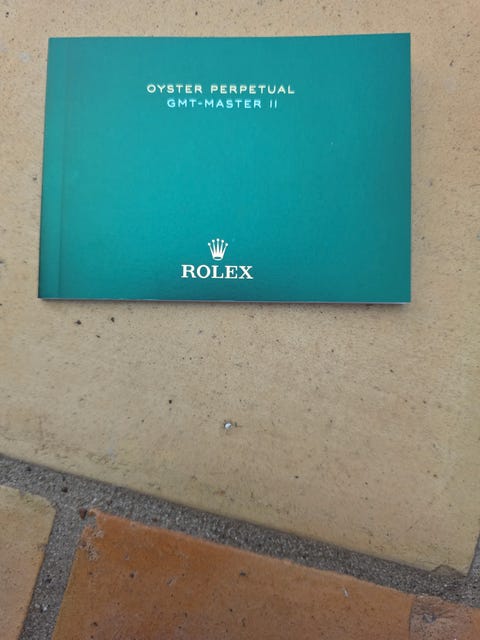 OYSTER PERPETUAL
GMT-MASTER II
ROLEX